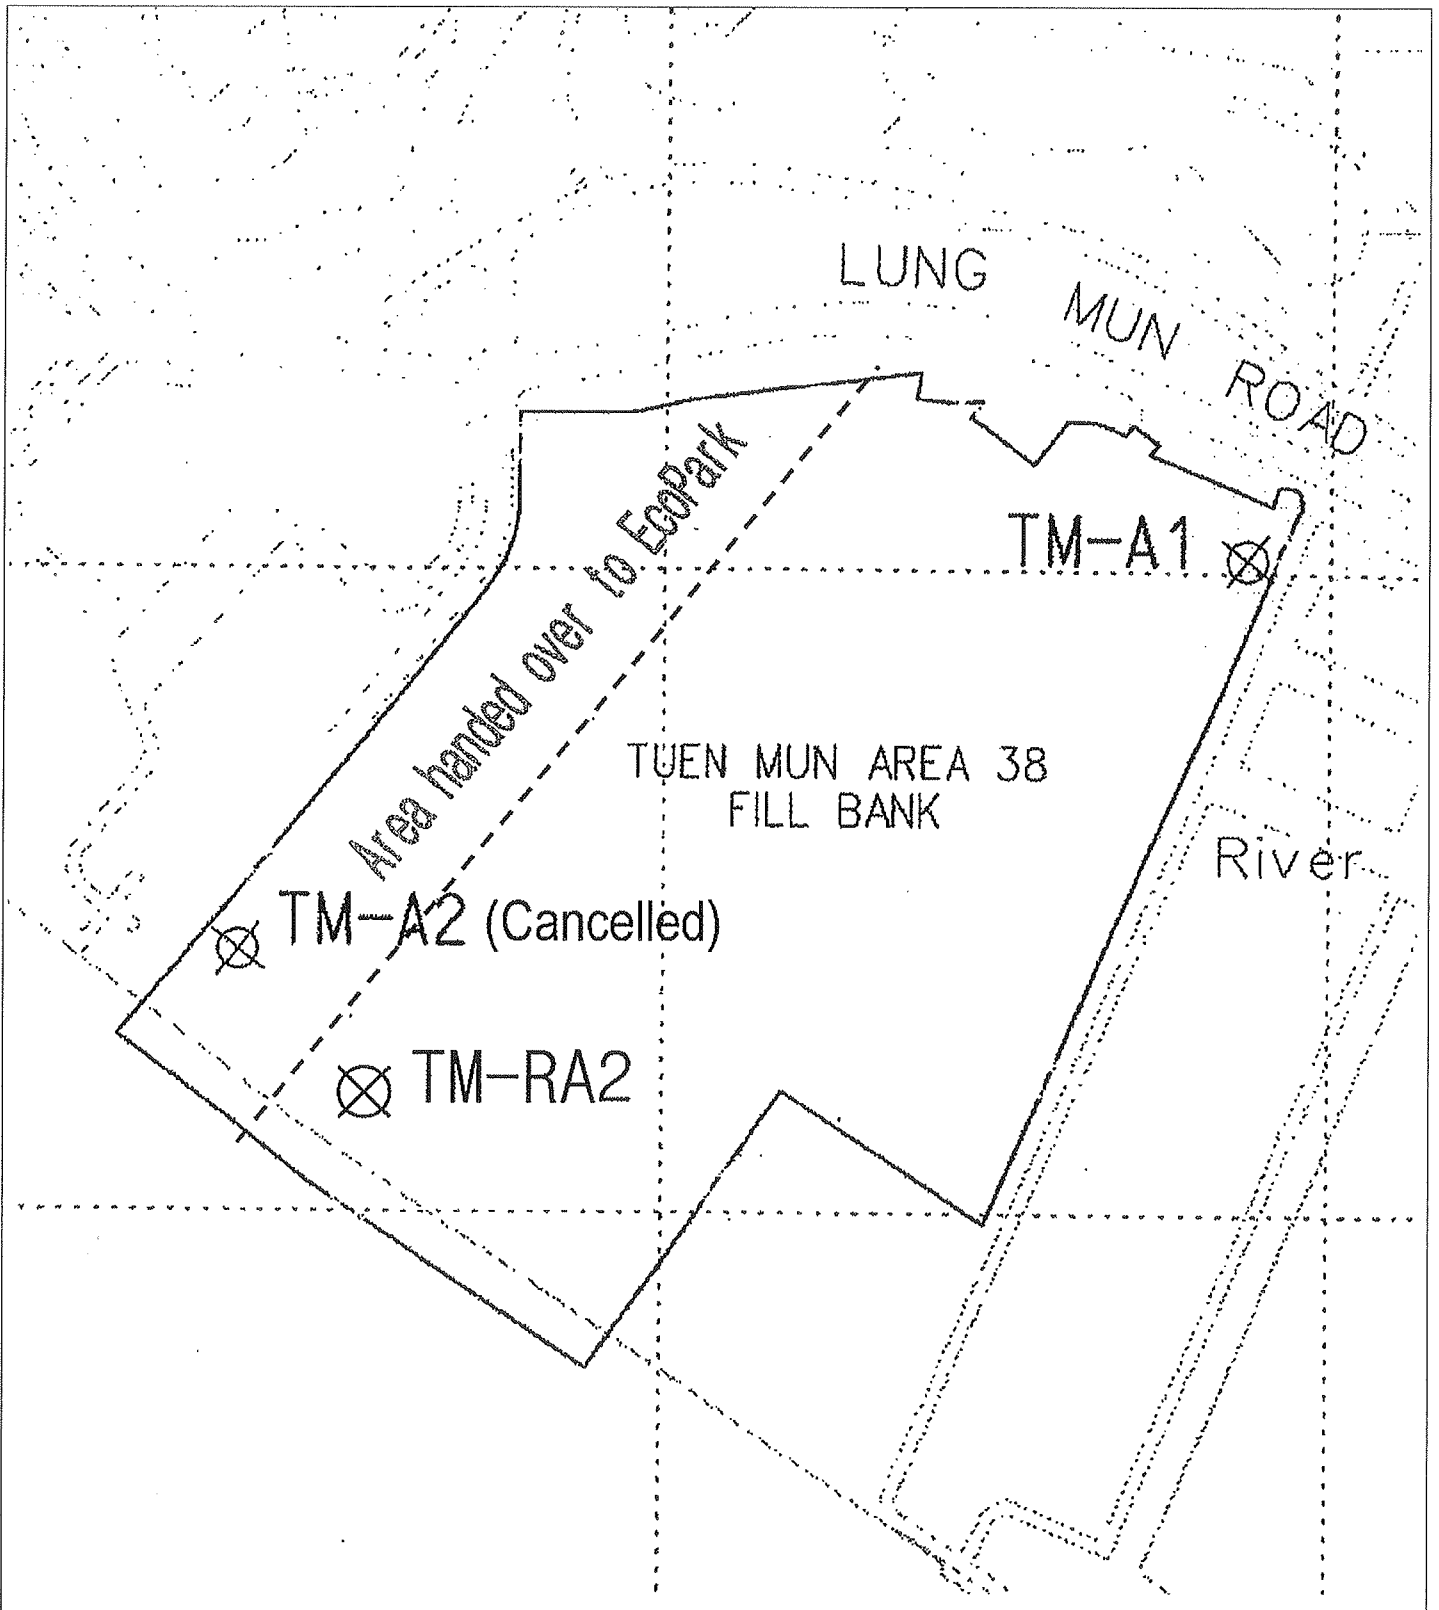 LUNG MUN ROAD
Area handed over to EcoPark
TM-A1
TUEN MUN AREA 38
FILL BANK
River
TM-A2 (Cancelled)
TM-RA2